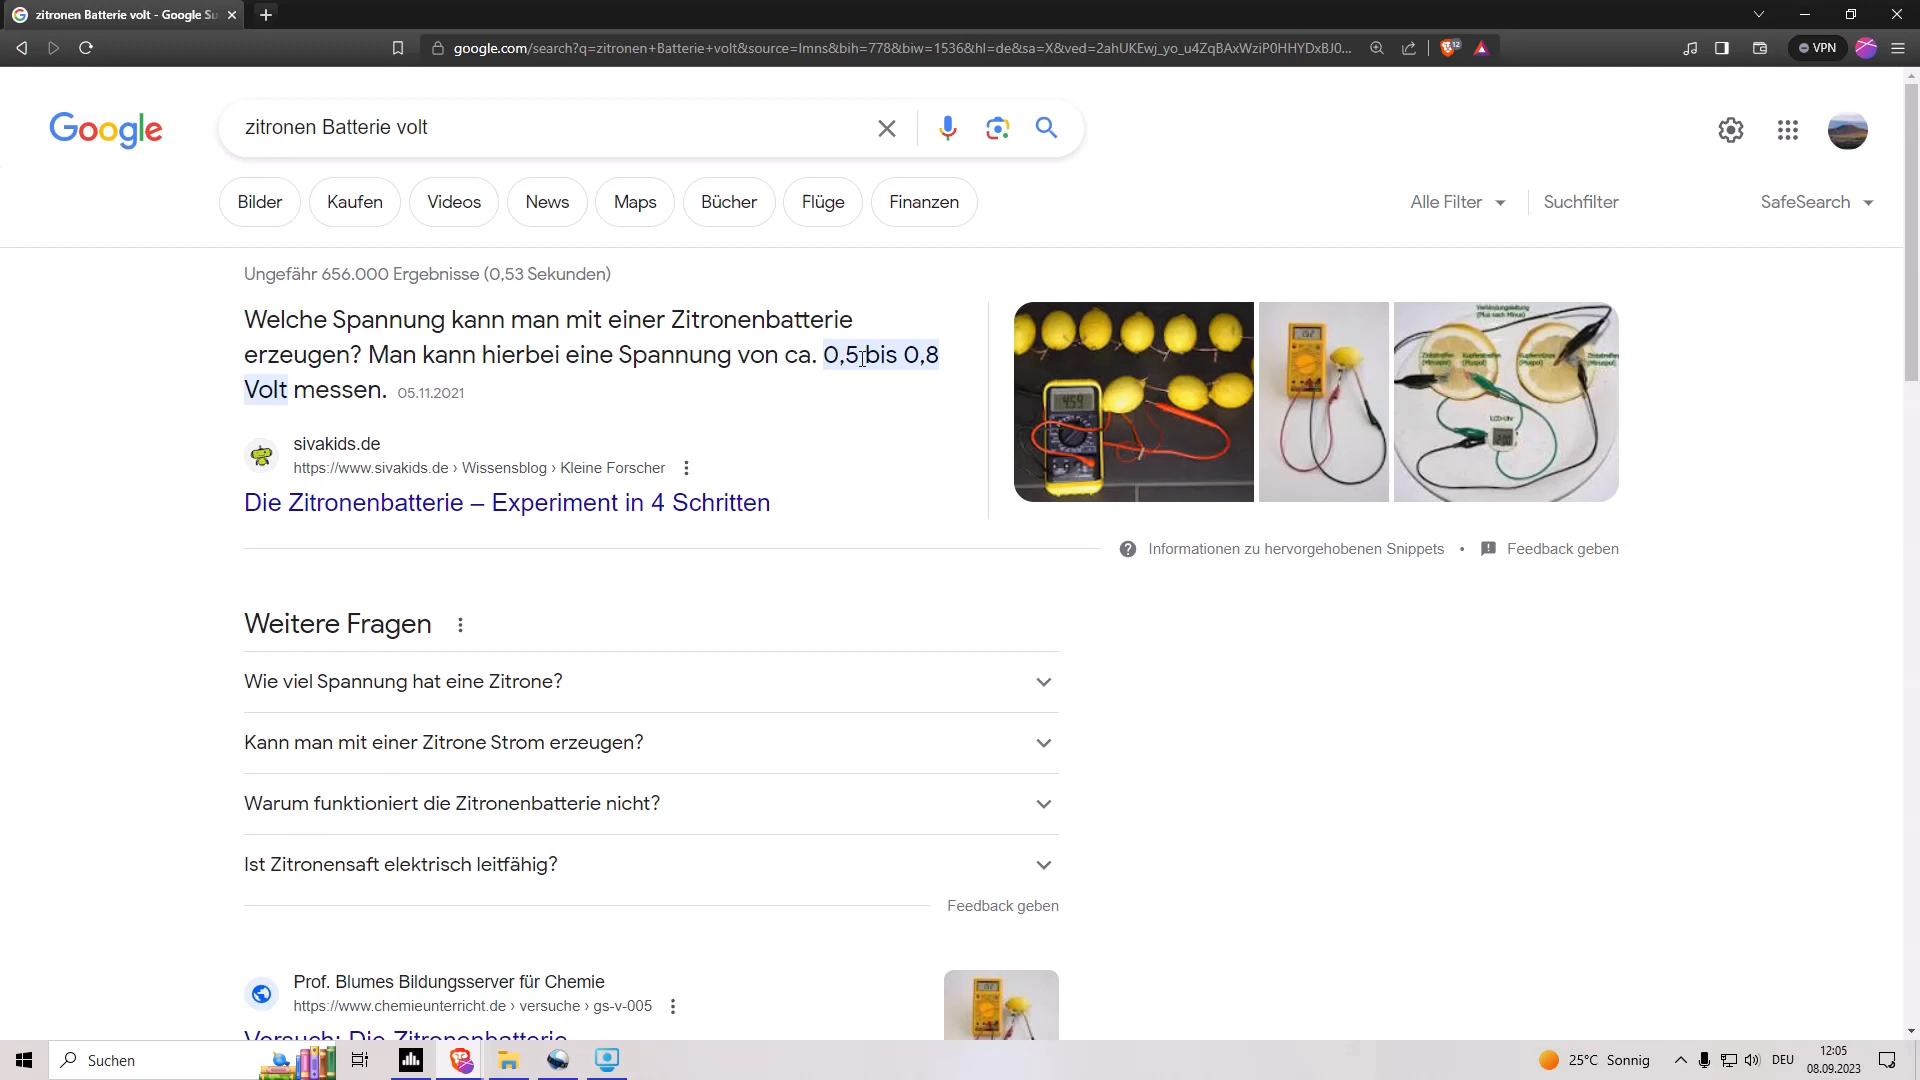 zitronen Batterie volt - Google Su
google.com/search?q=zitronen+Batterie+volt&source=lmns&bih=778&biw=1536&hl=de&sa=X&ved=2ahUKEwj_yo_u4ZqBAxWziP0HHYDxBJ0...
12
VPN
Google
zitronen Batterie volt
Bilder
Kaufen
Videos
News
Maps
Bücher
Flüge
Finanzen
Alle Filter
Suchfilter
SafeSearch
Ungefähr 656.000 Ergebnisse (0,53 Sekunden)
Welche Spannung kann man mit einer Zitronenbatterie
erzeugen? Man kann hierbei eine Spannung von ca. 0,5 bis 0,8
Volt messen. 05.11.2021
sivakids.de
https://www.sivakids.de › Wissensblog › Kleine Forscher
Die Zitronenbatterie – Experiment in 4 Schritten
Informationen zu hervorgehobenen Snippets • Feedback geben
Weitere Fragen
Wie viel Spannung hat eine Zitrone?
Kann man mit einer Zitrone Strom erzeugen?
Warum funktioniert die Zitronenbatterie nicht?
Ist Zitronensaft elektrisch leitfähig?
Feedback geben
Prof. Blumes Bildungsserver für Chemie
https://www.chemieunterricht.de › versuche › gs-v-005
Versuch: Die Zitronenbatterie
Suchen
25°C Sonnig
DEU
12:05
08.09.2023